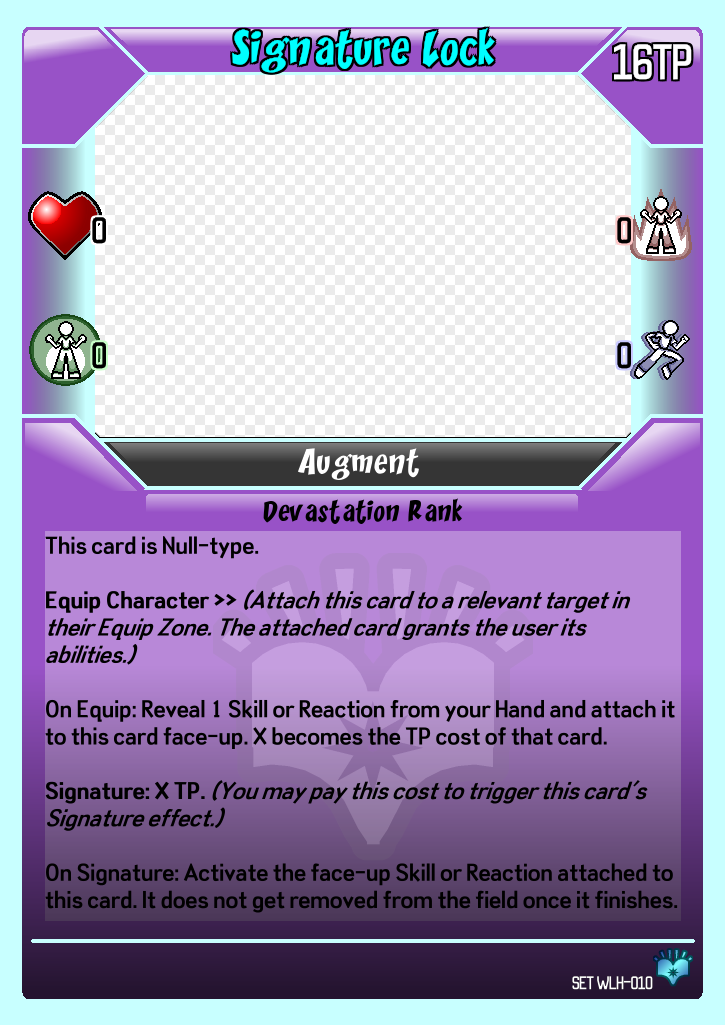 Signature Lock
16TP
0
0
0
0
Augment
Devastation Rank
This card is Null-type.
Equip Character >> (Attach this card to a relevant target in
their Equip Zone. The attached card grants the user its
abilities.)
On Equip: Reveal 1 Skill or Reaction from your Hand and attach it
to this card face-up. X becomes the TP cost of that card.
Signature: X TP. (You may pay this cost to trigger this card's
Signature effect.)
On Signature: Activate the face-up Skill or Reaction attached to
this card. It does not get removed from the field once it finishes.
SET WLH-010